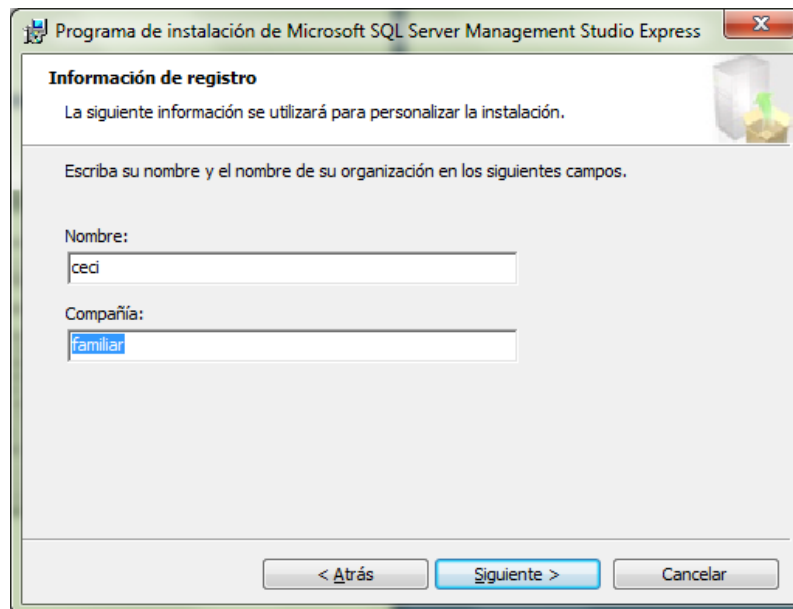 Programa de instalación de Microsoft SQL Server Management Studio Express
Información de registro
La siguiente información se utilizará para personalizar la instalación.
Escriba su nombre y el nombre de su organización en los siguientes campos.
Nombre:
ceci
Compañía:
familiar
< Atrás
Siguiente >
Cancelar